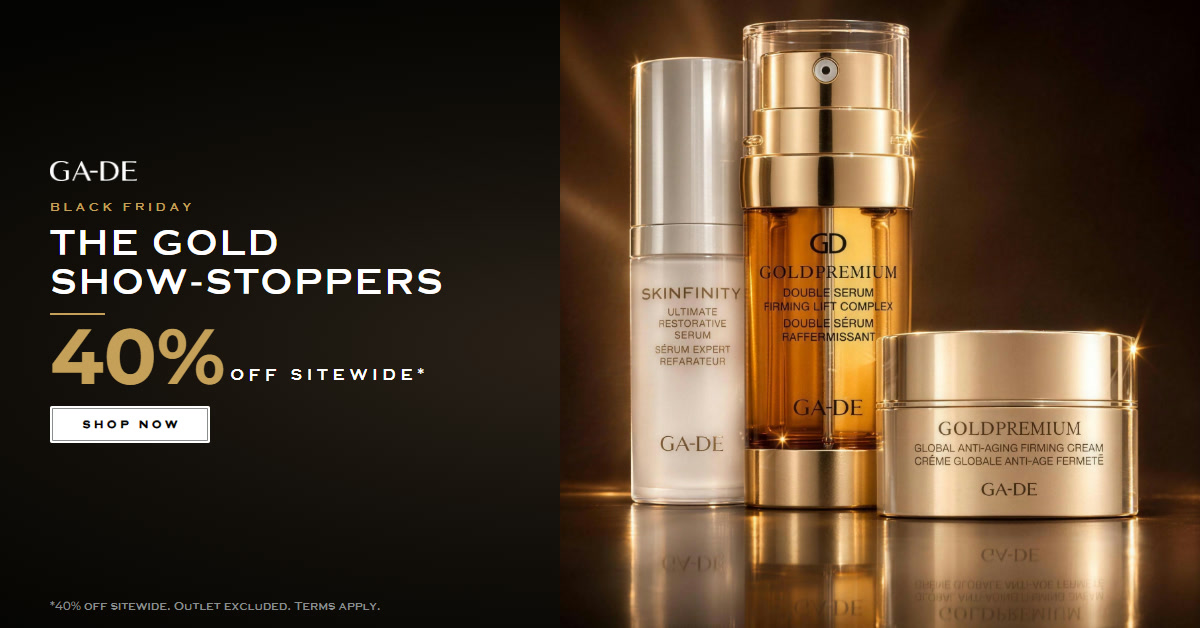 GA-DE
BLACK FRIDAY
THE GOLD
SHOW-STOPPERS
40% OFF SITEWIDE*
SHOP NOW
*40% OFF SITEWIDE. OUTLET EXCLUDED. TERMS APPLY.
SKINFINITY
ULTIMATE
RESTORATIVE
SERUM
SÉRUM EXPERT
REFARATEUR
GA-DE
GD
GOLDPREMIUM
DOUBLE SERUM
FIRMING LIFT COMPLEX
DOUBLE SÉRUM
RAFFERMISSANT
GA-DE
GOLDPREMIUM
GLOBAL ANTI-AGING FIRMING CREAM
CRÊME GLOBALE ANTI-AGE FERMETÉ
GA-DE